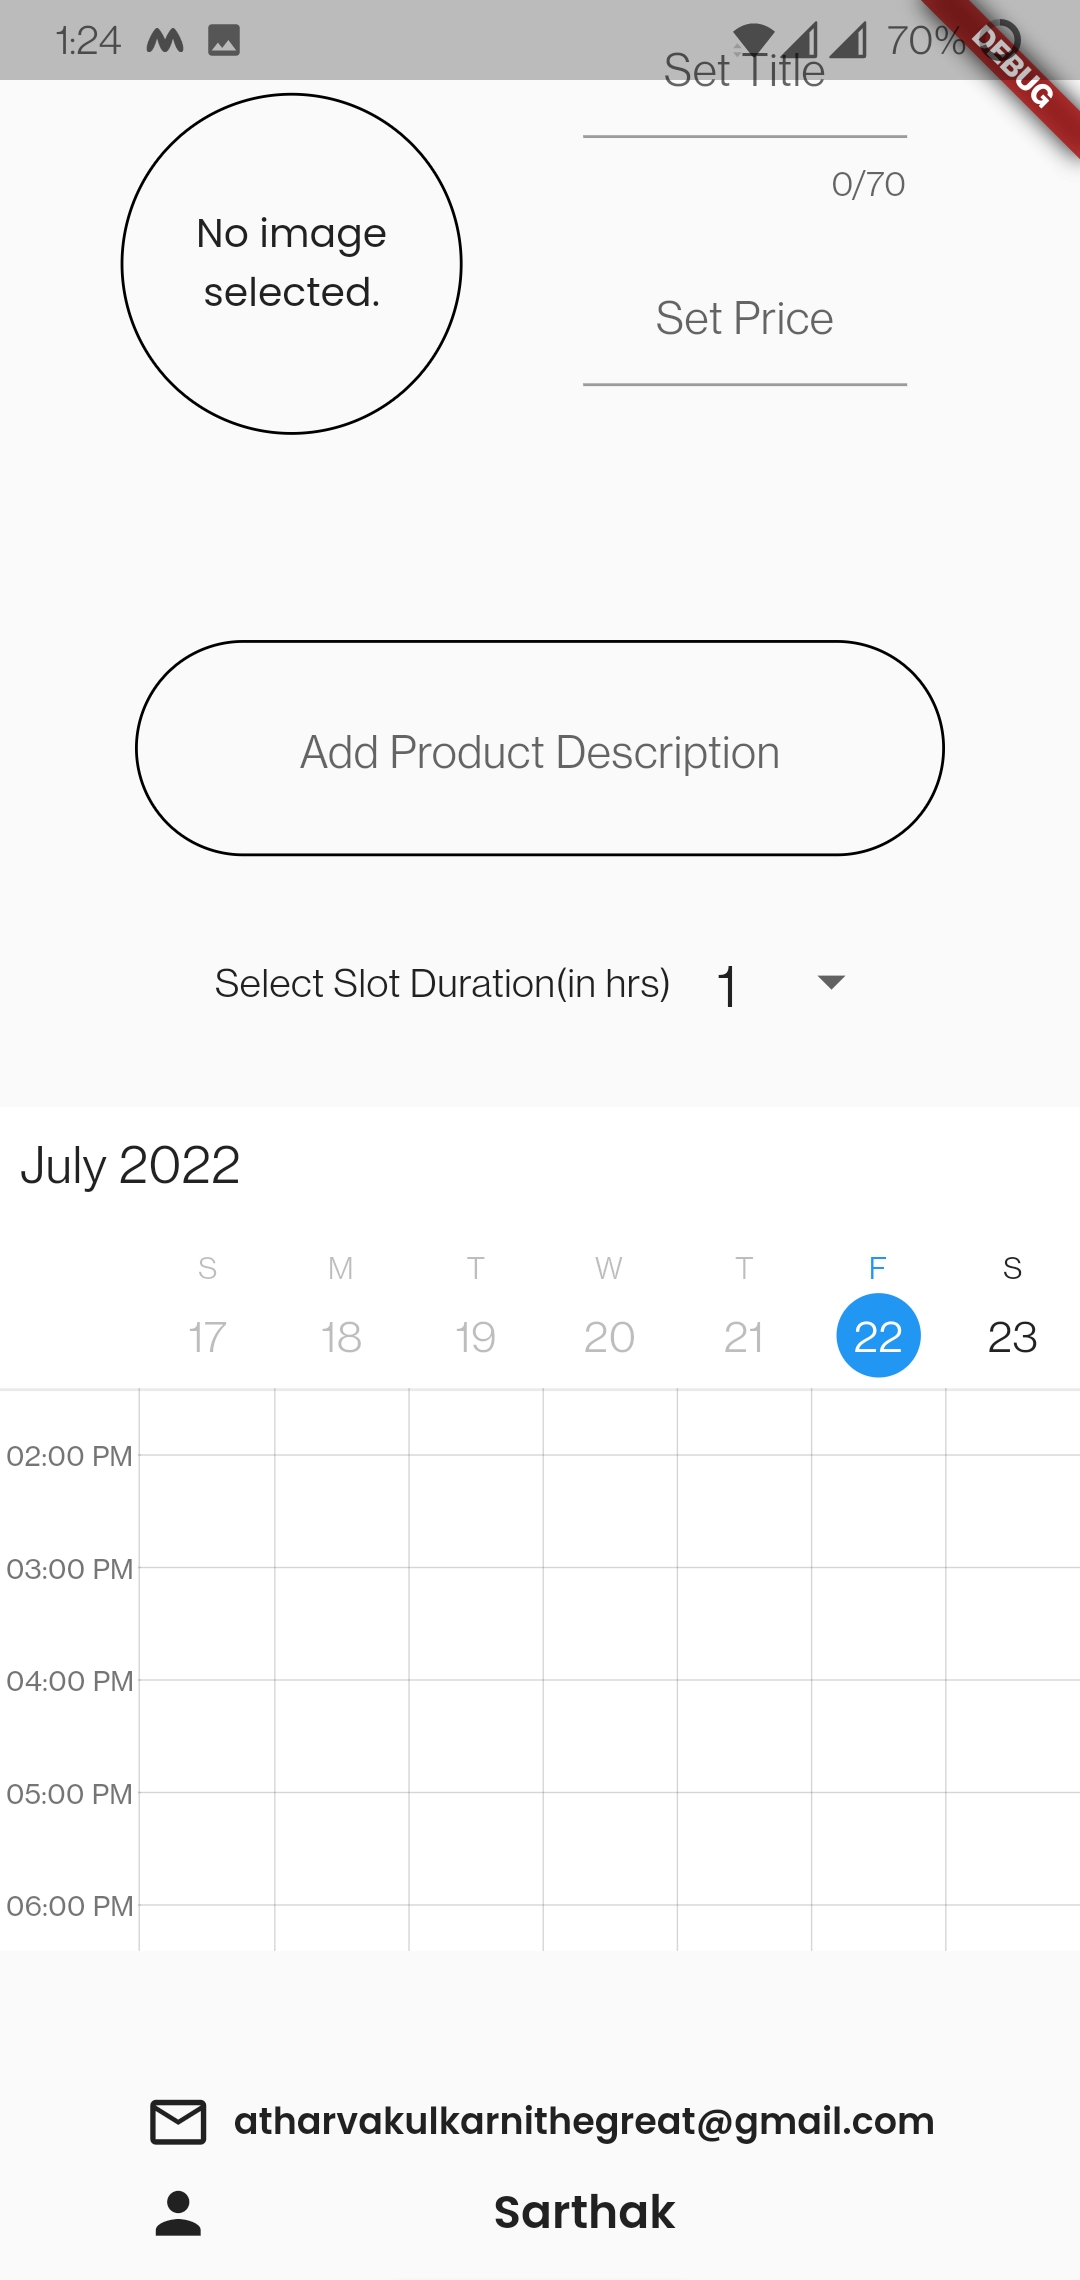 1:24 70%
DEBUG
Set Title
0/70
No image
selected.
Set Price
Add Product Description
Select Slot Duration(in hrs) 1
July 2022
S M T W T F S
17 18 19 20 21 22 23
02:00 PM
03:00 PM
04:00 PM
05:00 PM
06:00 PM
atharvakulkarnithegreat@gmail.com
Sarthak